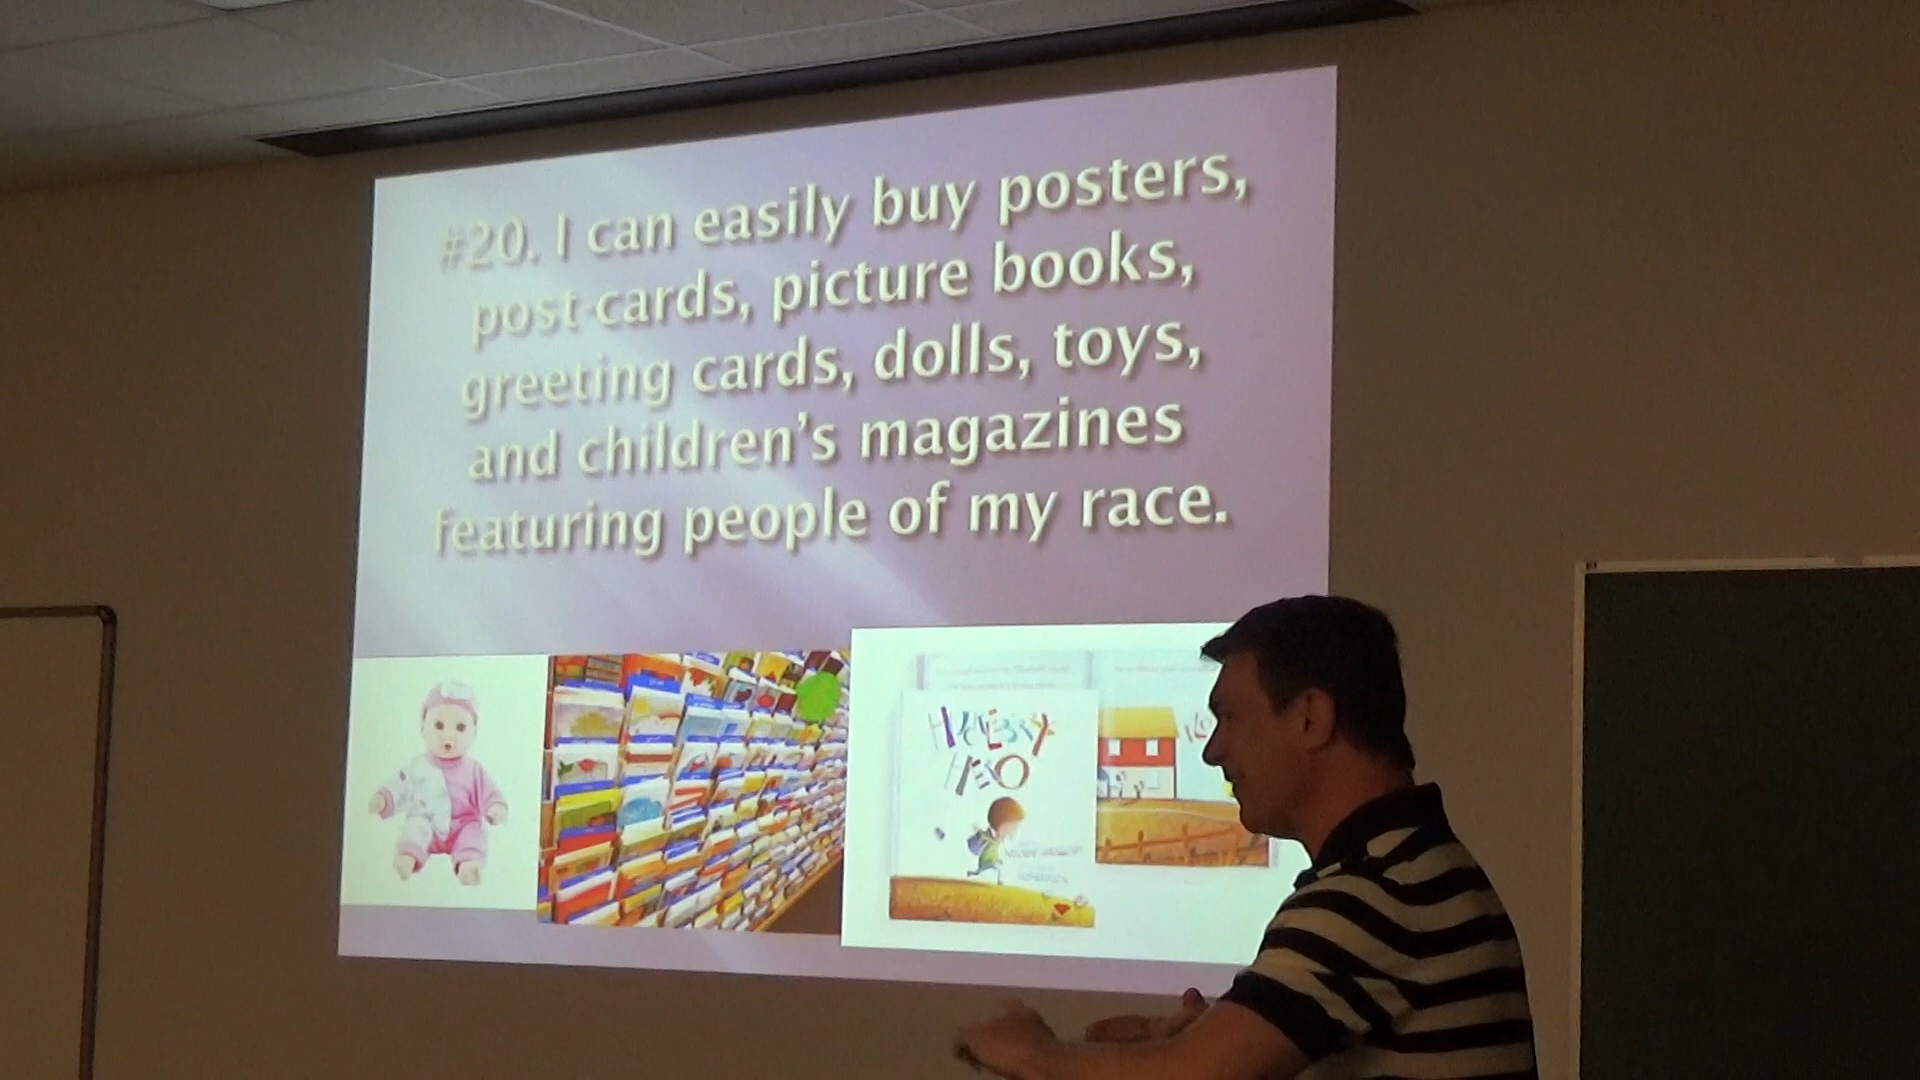 #20. I can easily buy posters,
post-cards, picture books,
greeting cards, dolls, toys,
and children's magazines
featuring people of my race.
HERO